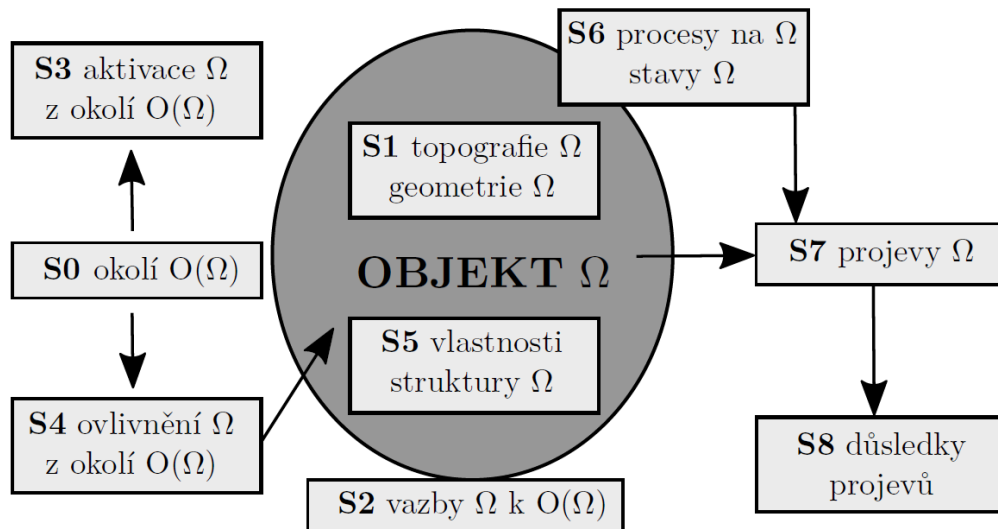 S3 aktivace Ω
z okolí O(Ω)
S0 okolí O(Ω)
S4 ovlivnění Ω
z okolí O(Ω)
S1 topografie Ω
geometrie Ω
OBJEKT Ω
S5 vlastnosti
struktury Ω
S2 vazby Ω k O(Ω)
S6 procesy na Ω
stavy Ω
S7 projevy Ω
S8 důsledky
projevů